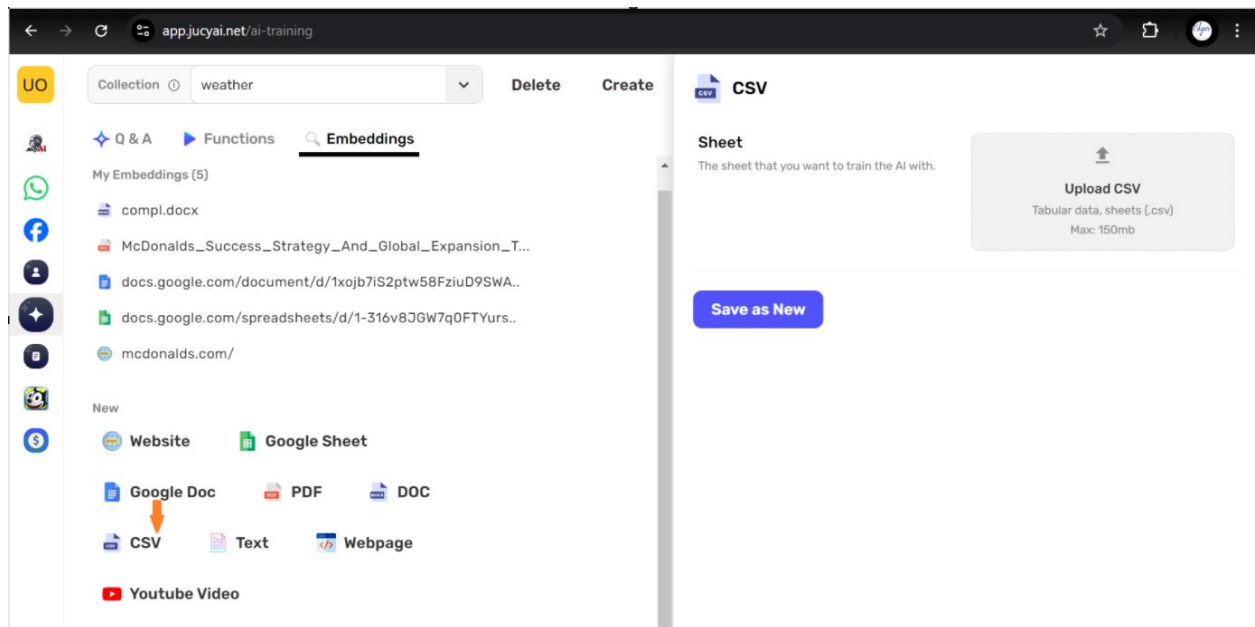 app.jucyai.net/ai-training
UO
Collection
weather
Delete
Create
Q & A
Functions
Embeddings
My Embeddings (5)
compl.docx
McDonalds_Success_Strategy_And_Global_Expansion_T...
docs.google.com/document/d/1xojb7iS2ptw58FziuD9SWA..
docs.google.com/spreadsheets/d/1-316v8JGW7q0FTYurs..
mcdonalds.com/
New
Website
Google Sheet
Google Doc
PDF
DOC
CSV
Text
Webpage
Youtube Video
CSV
Sheet
The sheet that you want to train the AI with.
Upload CSV
Tabular data, sheets (.csv)
Max: 150mb
Save as New